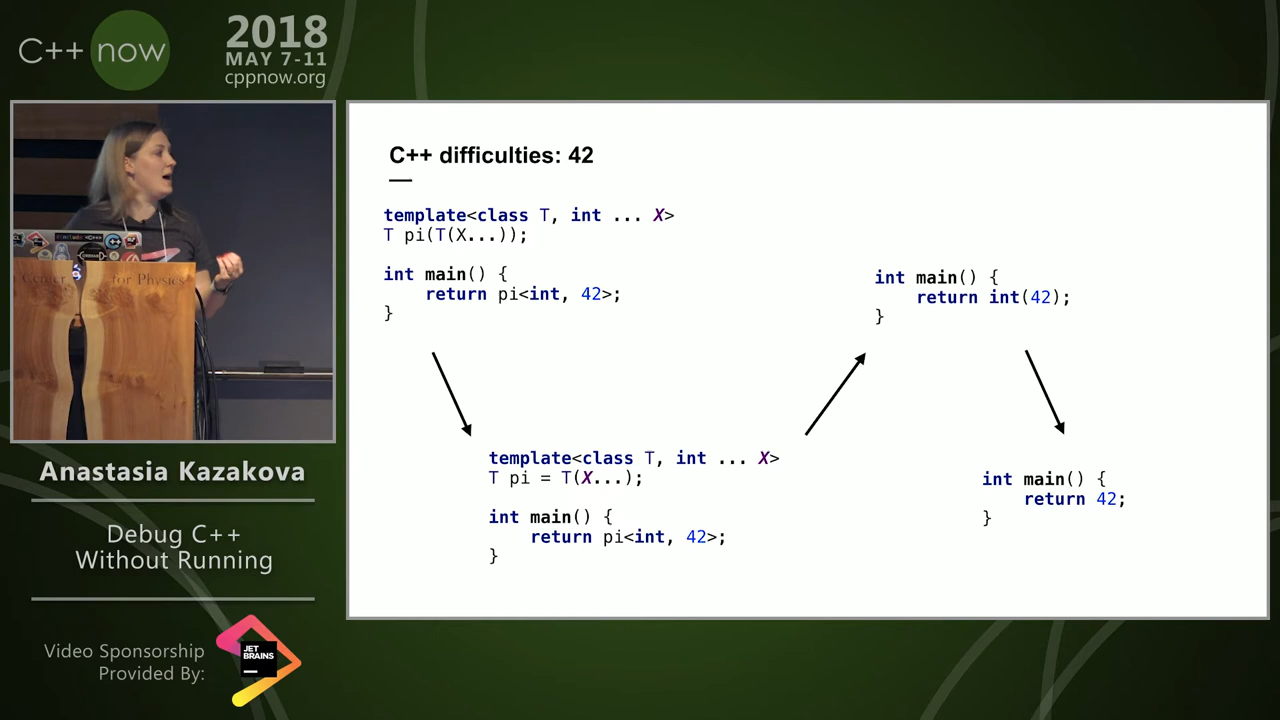 C++ now
2018
MAY 7-11
cppnow.org
for Physics
Anastasia Kazakova
Debug C++
Without Running
Video Sponsorship
Provided By:
JET
BRAINS
C++ difficulties: 42
template<class T, int ... X>
T pi(T(X...));
int main() {
return pi<int, 42>;
}
template<class T, int ... X>
T pi = T(X...);
int main() {
return pi<int, 42>;
}
int main() {
return int(42);
}
int main() {
return 42;
}